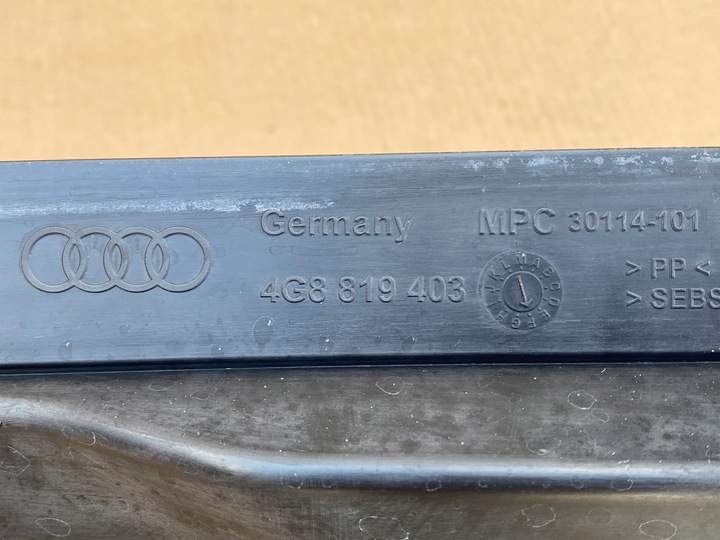 Germany MPC 30114-101
4G8 819 403
> PP <
> SEBS